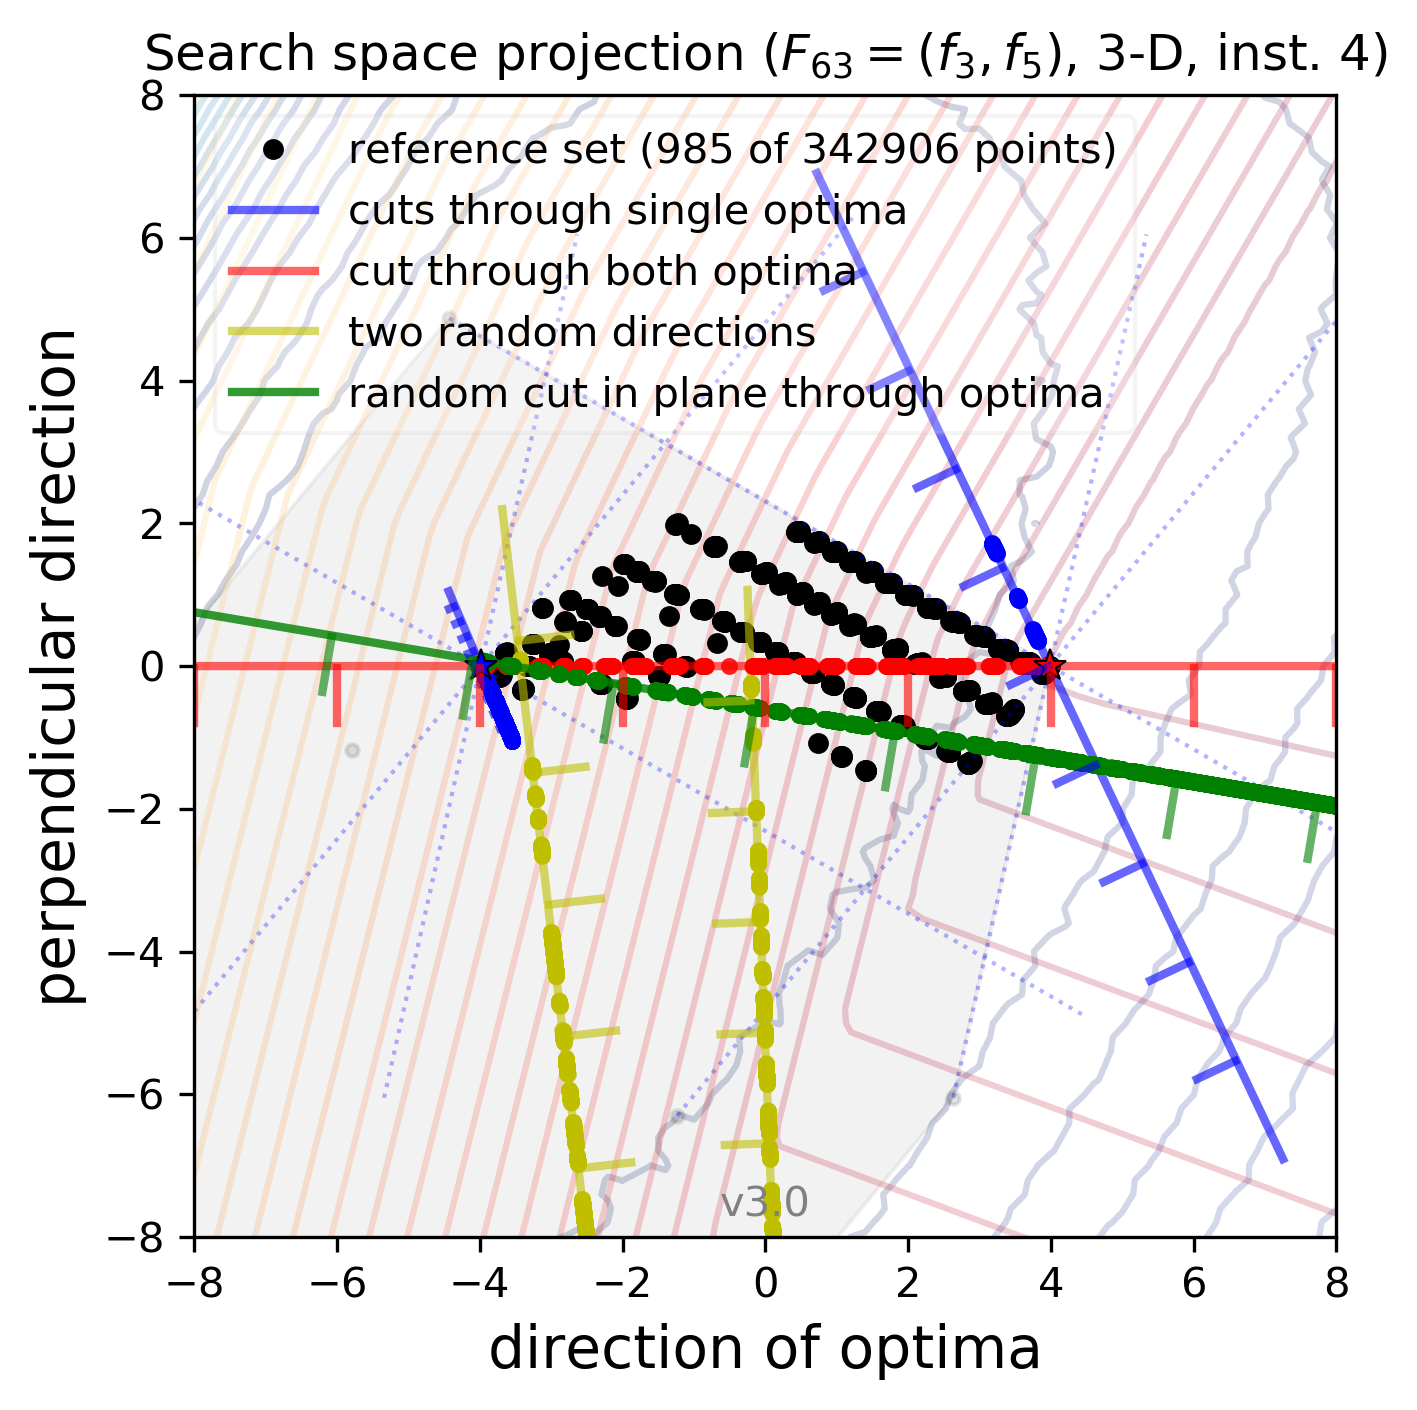 Search space projection (F₆₃ = (f₃, f₅), 3-D, inst. 4)
reference set (985 of 342906 points)
cuts through single optima
cut through both optima
two random directions
random cut in plane through optima
perpendicular direction
8
6
4
2
0
−2
−4
−6
−8
v3.0
−8 −6 −4 −2 0 2 4 6 8
direction of optima